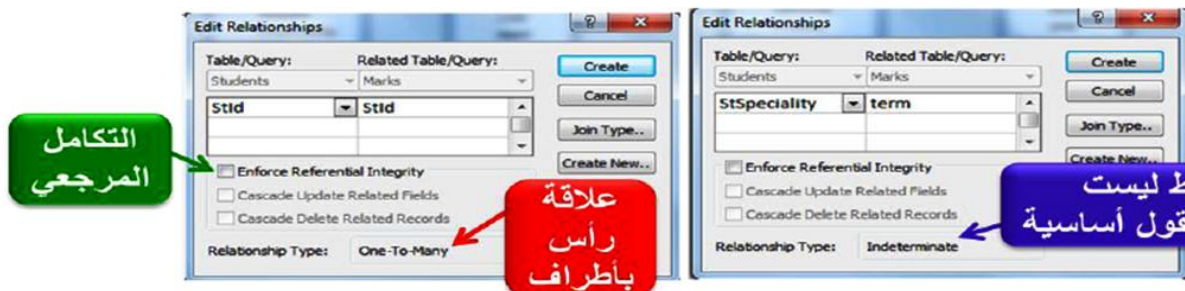 Edit Relationships
Table/Query: Related Table/Query:
Students Marks
StId StId
Create
Cancel
Join Type..
Create New..
Enforce Referential Integrity
Cascade Update Related Fields
Cascade Delete Related Records
Relationship Type: One-To-Many
التكامل
المرجعي
علاقة
رأس
بأطراف
Edit Relationships
Table/Query: Related Table/Query:
Students Marks
StSpeciality term
Create
Cancel
Join Type..
Create New..
Enforce Referential Integrity
Cascade Update Related Fields
Cascade Delete Related Records
Relationship Type: Indeterminate
ليست
أساسية